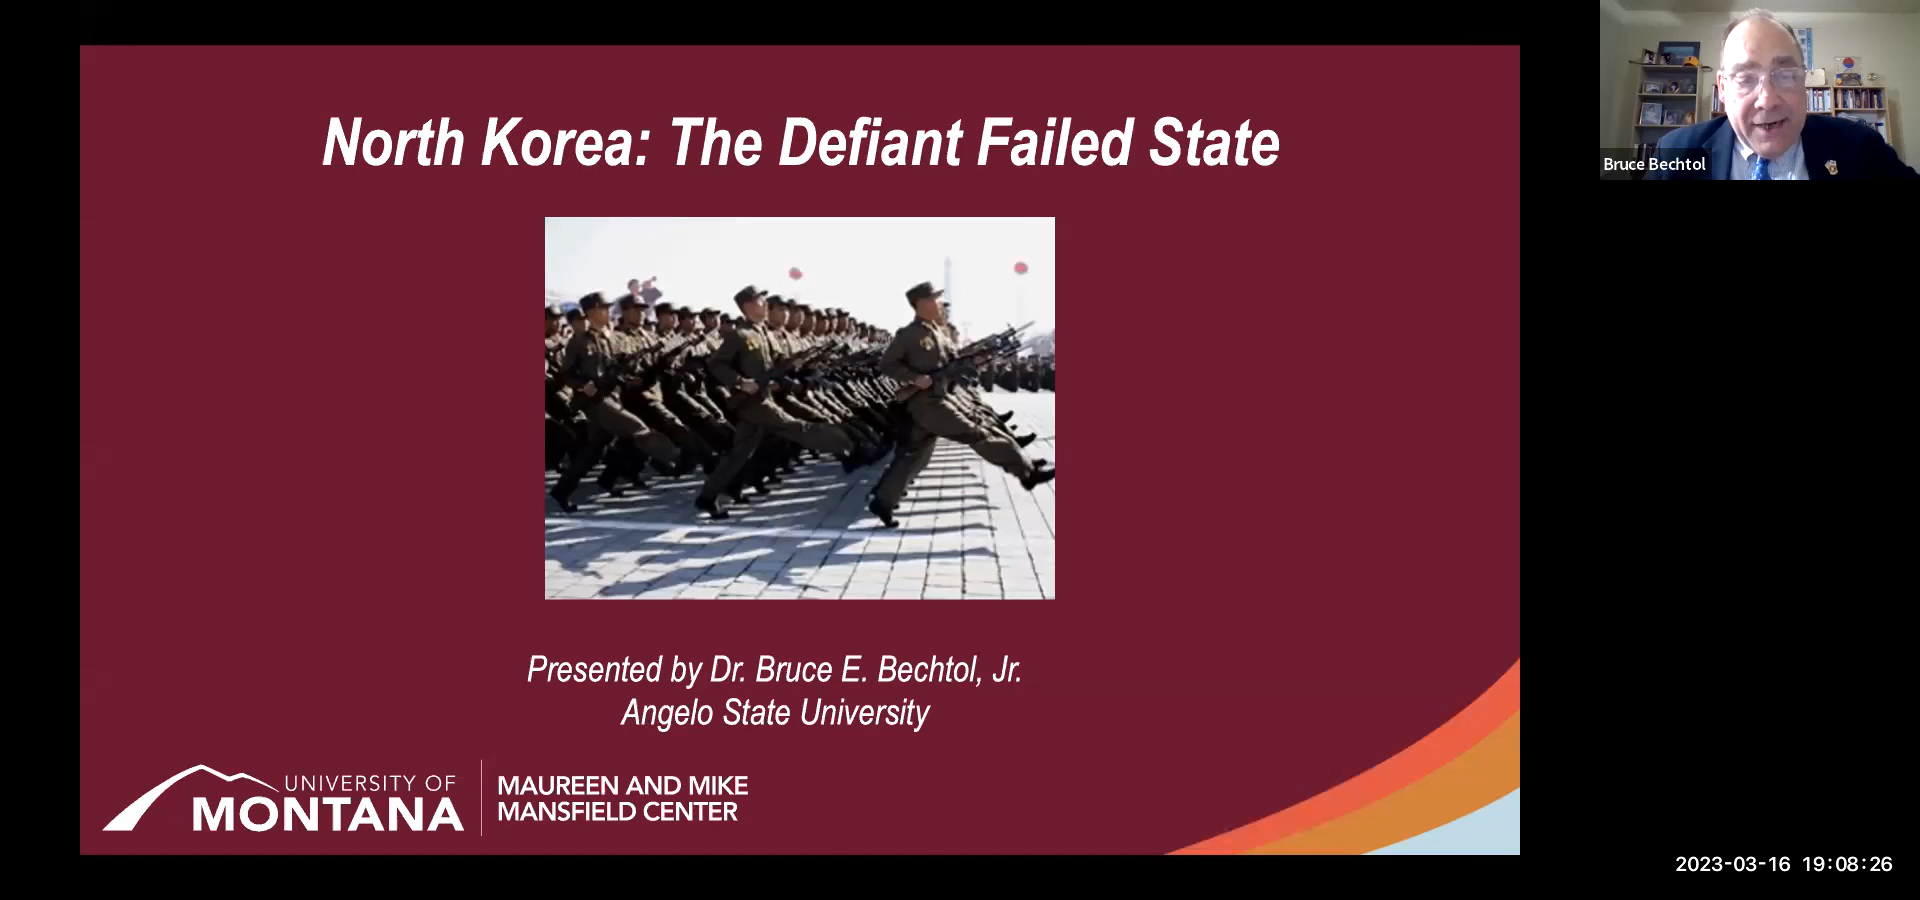 North Korea: The Defiant Failed State
Presented by Dr. Bruce E. Bechtol, Jr.
Angelo State University
UNIVERSITY OF
MONTANA
MAUREEN AND MIKE
MANSFIELD CENTER
Bruce Bechtol
2023-03-16 19:08:26